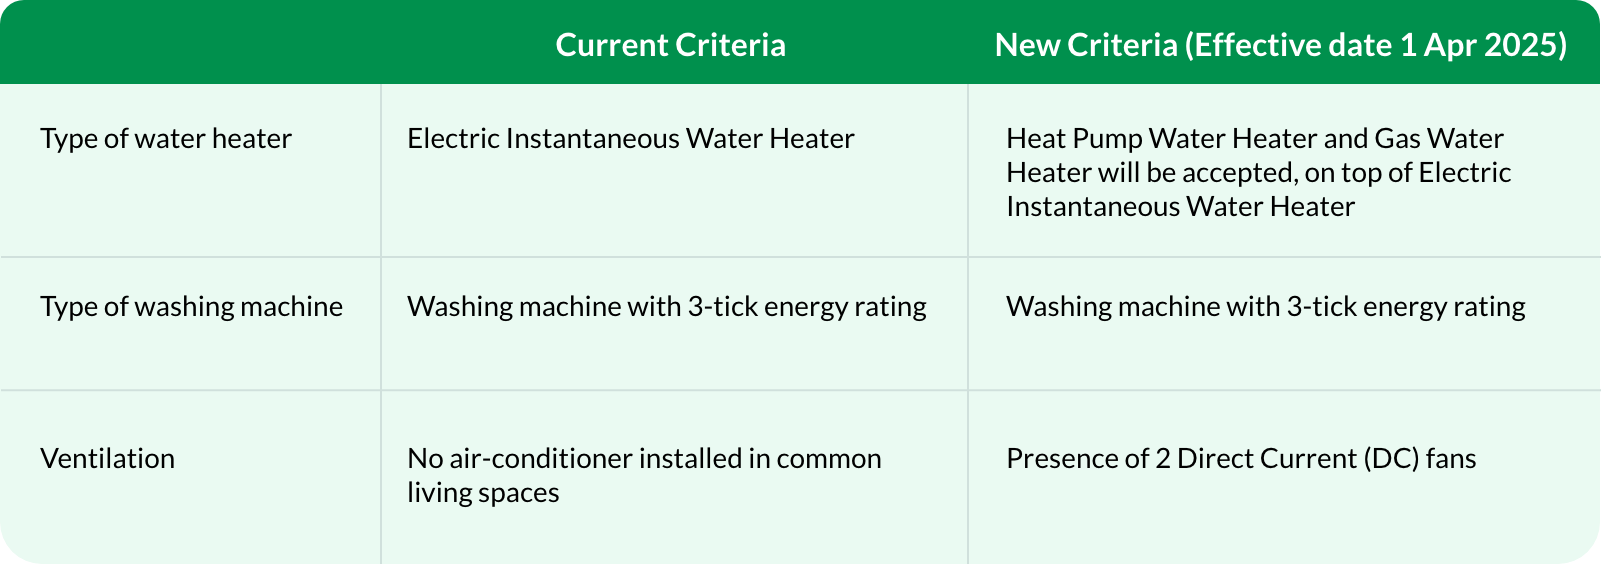 Current Criteria
New Criteria (Effective date 1 Apr 2025)
Type of water heater
Electric Instantaneous Water Heater
Heat Pump Water Heater and Gas Water
Heater will be accepted, on top of Electric
Instantaneous Water Heater
Type of washing machine
Washing machine with 3-tick energy rating
Washing machine with 3-tick energy rating
Ventilation
No air-conditioner installed in common
living spaces
Presence of 2 Direct Current (DC) fans